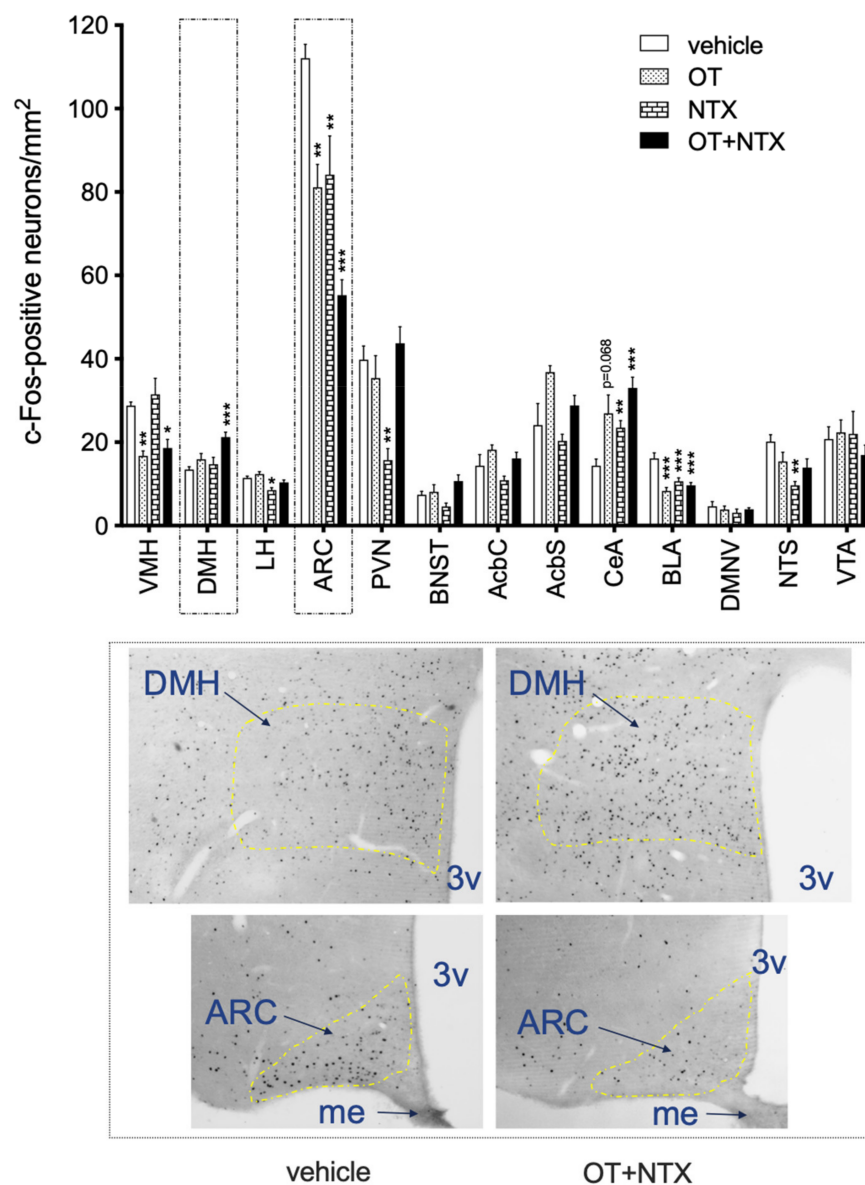 c-Fos-positive neurons/mm²
120
100
80
60
40
20
0
vehicle
OT
NTX
OT+NTX
**
*
***
*
**
**
***
**
p=0.068
**
***
***
***
***
**
VMH
DMH
LH
ARC
PVN
BNST
AcbC
AcbS
CeA
BLA
DMNV
NTS
VTA
DMH
3v
DMH
3v
ARC
3v
me
ARC
3v
me
vehicle
OT+NTX